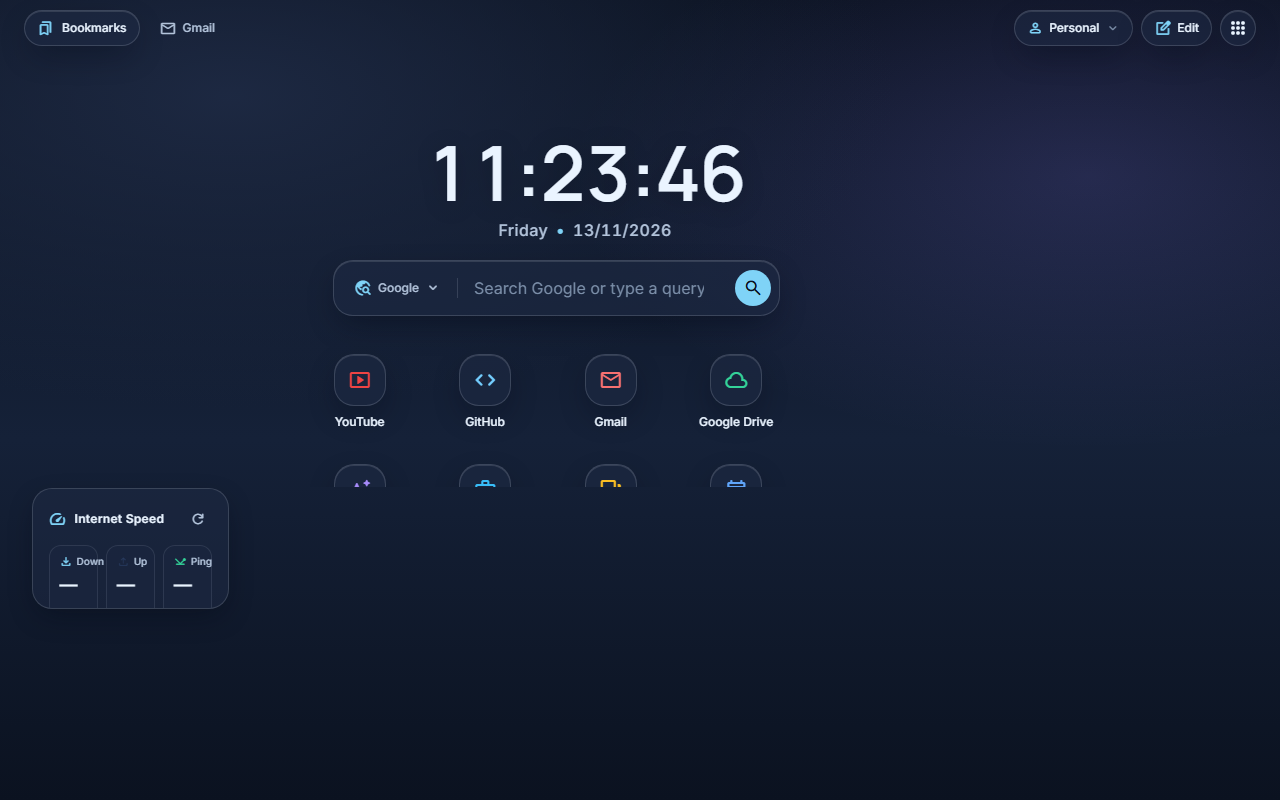 Bookmarks Gmail Personal Edit
11:23:46
Friday • 13/11/2026
Google Search Google or type a query
YouTube GitHub Gmail Google Drive
Internet Speed
Down Up Ping
— — —